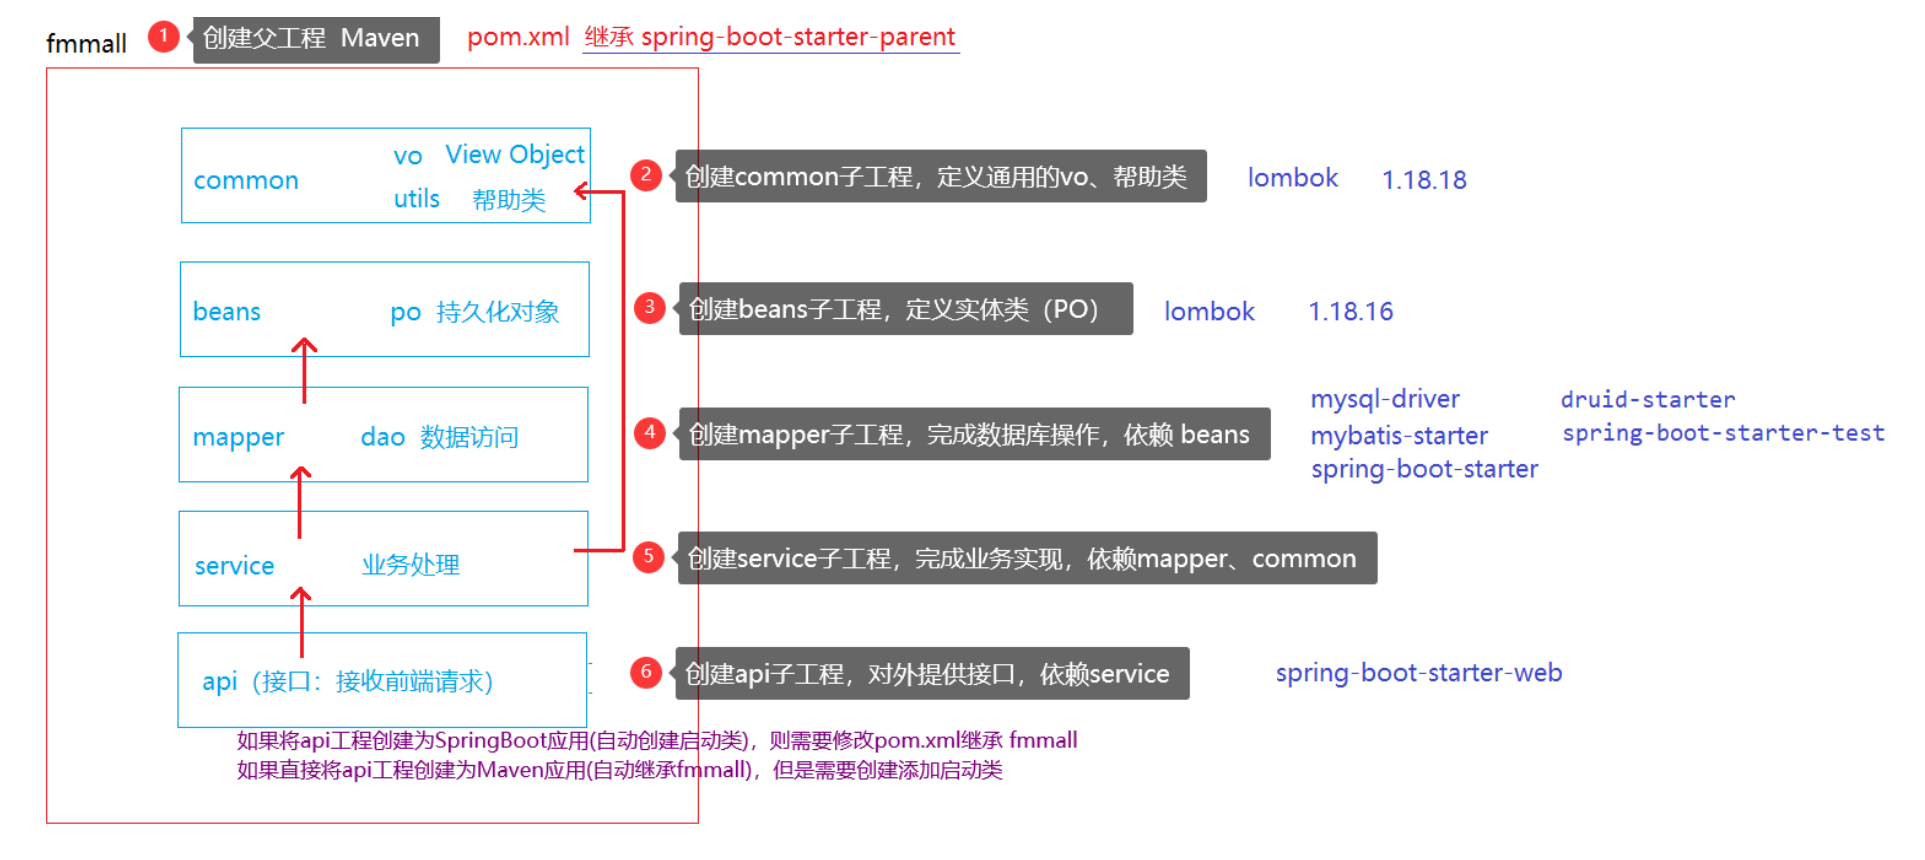 fmmall 1 创建父工程 Maven pom.xml 继承 spring-boot-starter-parent
common
vo View Object
utils 帮助类
2 创建common子工程，定义通用的vo、帮助类 lombok 1.18.18
beans po 持久化对象
3 创建beans子工程，定义实体类（PO） lombok 1.18.16
mapper dao 数据访问
4 创建mapper子工程，完成数据库操作，依赖 beans
mysql-driver druid-starter
mybatis-starter spring-boot-starter-test
spring-boot-starter
service 业务处理
5 创建service子工程，完成业务实现，依赖mapper、common
api（接口：接收前端请求）
6 创建api子工程，对外提供接口，依赖service spring-boot-starter-web
如果将api工程创建为SpringBoot应用(自动创建启动类)，则需要修改pom.xml继承 fmmall
如果直接将api工程创建为Maven应用(自动继承fmmall)，但是需要创建添加启动类